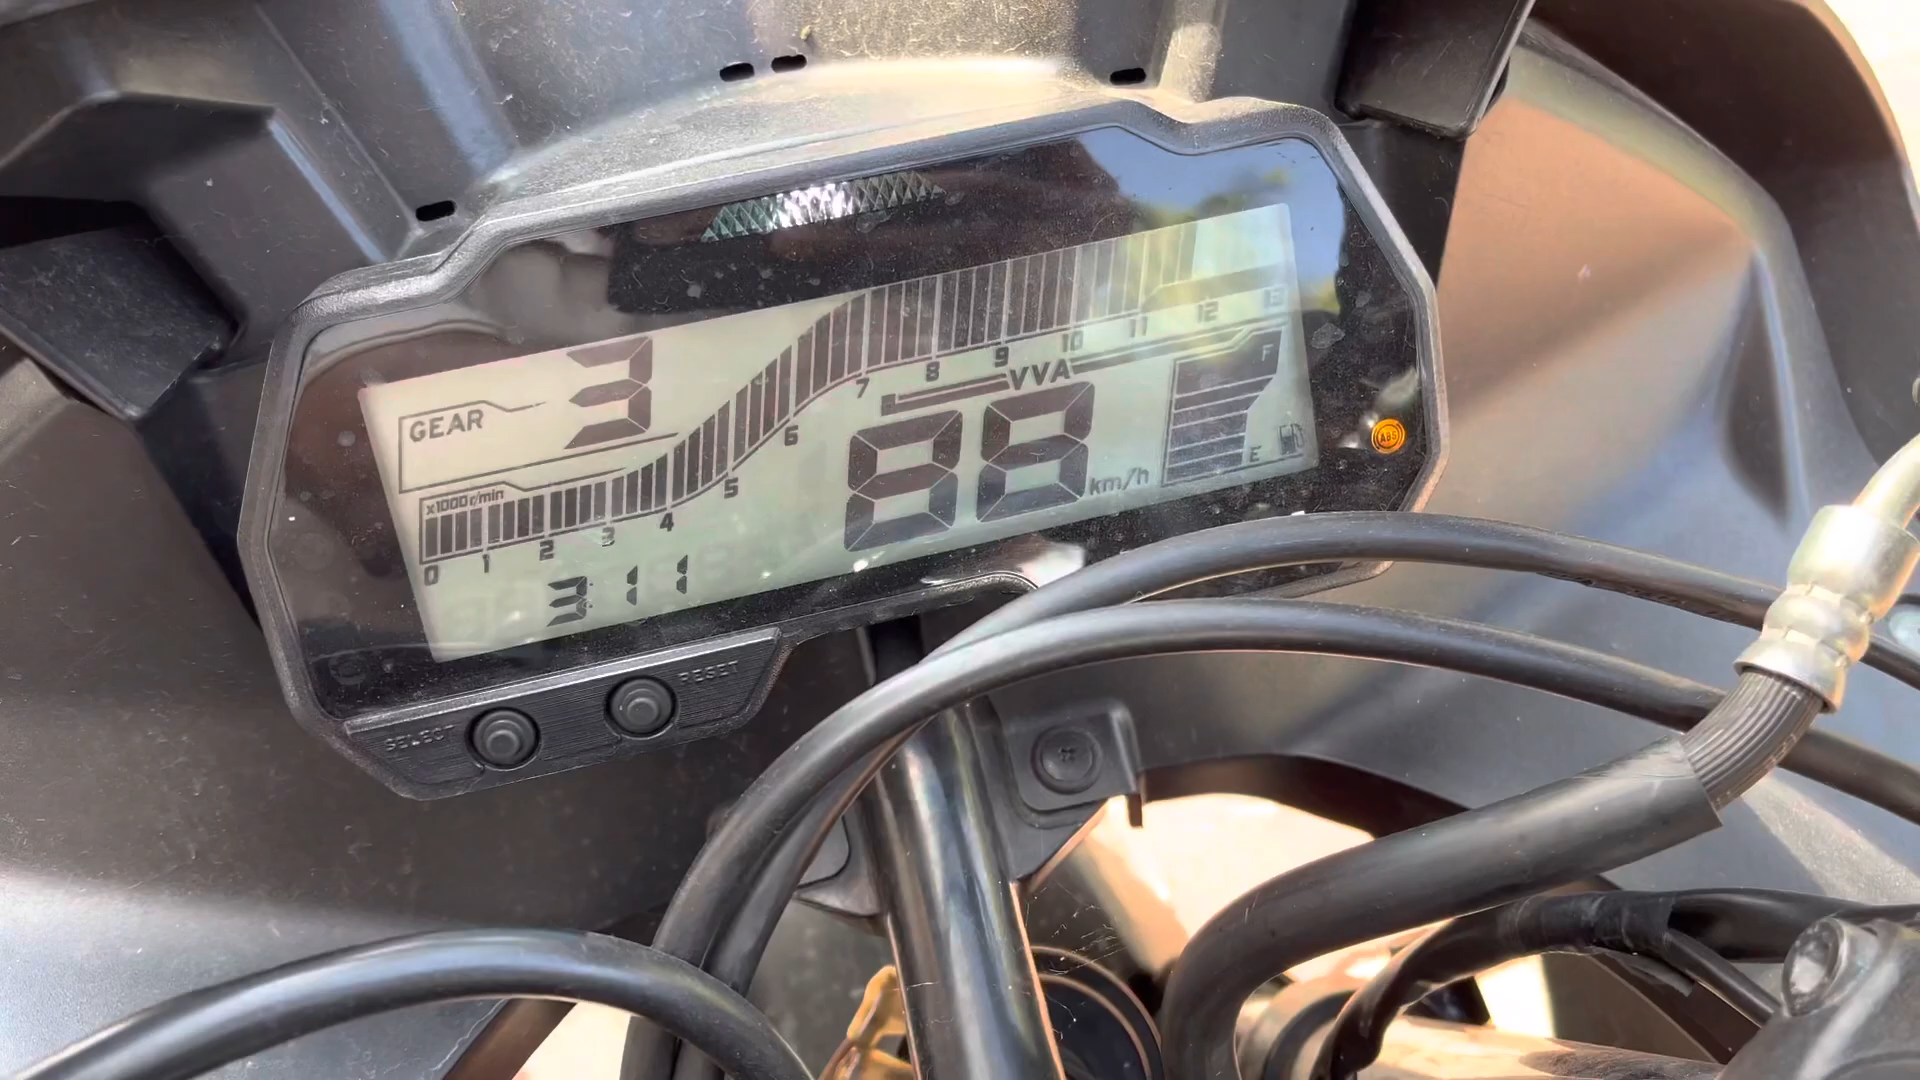 GEAR 3
x1000 r/min
0 1 2 3 4 5 6 7 8 9 10 11 12 13
VVA
88 km/h
F
E
311
ABS
SELECT RESET